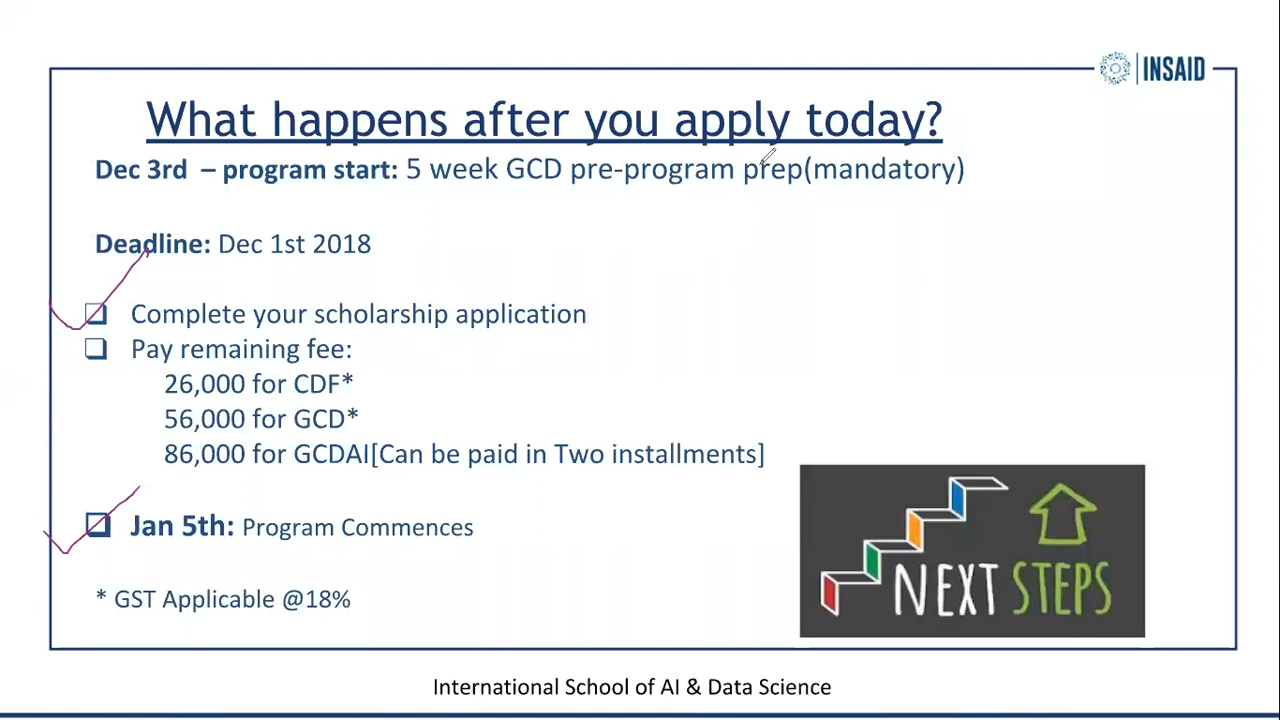 INSAID
What happens after you apply today?
Dec 3rd – program start: 5 week GCD pre-program prep(mandatory)
Deadline: Dec 1st 2018
Complete your scholarship application
Pay remaining fee:
26,000 for CDF*
56,000 for GCD*
86,000 for GCDAI[Can be paid in Two installments]
Jan 5th: Program Commences
NEXT STEPS
* GST Applicable @18%
International School of AI & Data Science